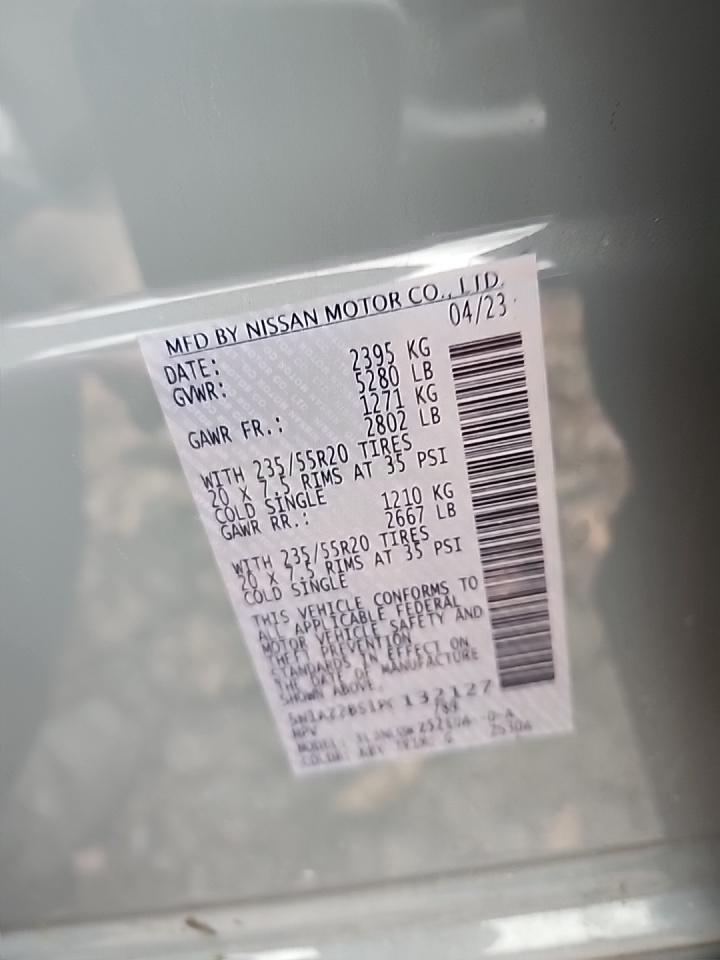 MFD BY NISSAN MOTOR CO., LTD.
DATE: 04/23
GVWR: 2395 KG
5280 LB
GAWR FR.: 1271 KG
2802 LB
WITH 235/55R20 TIRES
20 X 7.5 RIMS AT 35 PSI
COLD SINGLE
GAWR RR.: 1210 KG
2667 LB
WITH 235/55R20 TIRES
20 X 7.5 RIMS AT 35 PSI
COLD SINGLE
THIS VEHICLE CONFORMS TO
ALL APPLICABLE FEDERAL
MOTOR VEHICLE SAFETY AND
THEFT PREVENTION
STANDARDS IN EFFECT ON
THE DATE OF MANUFACTURE
SHOWN ABOVE.
132127
MPV
MODEL:
COLOR: